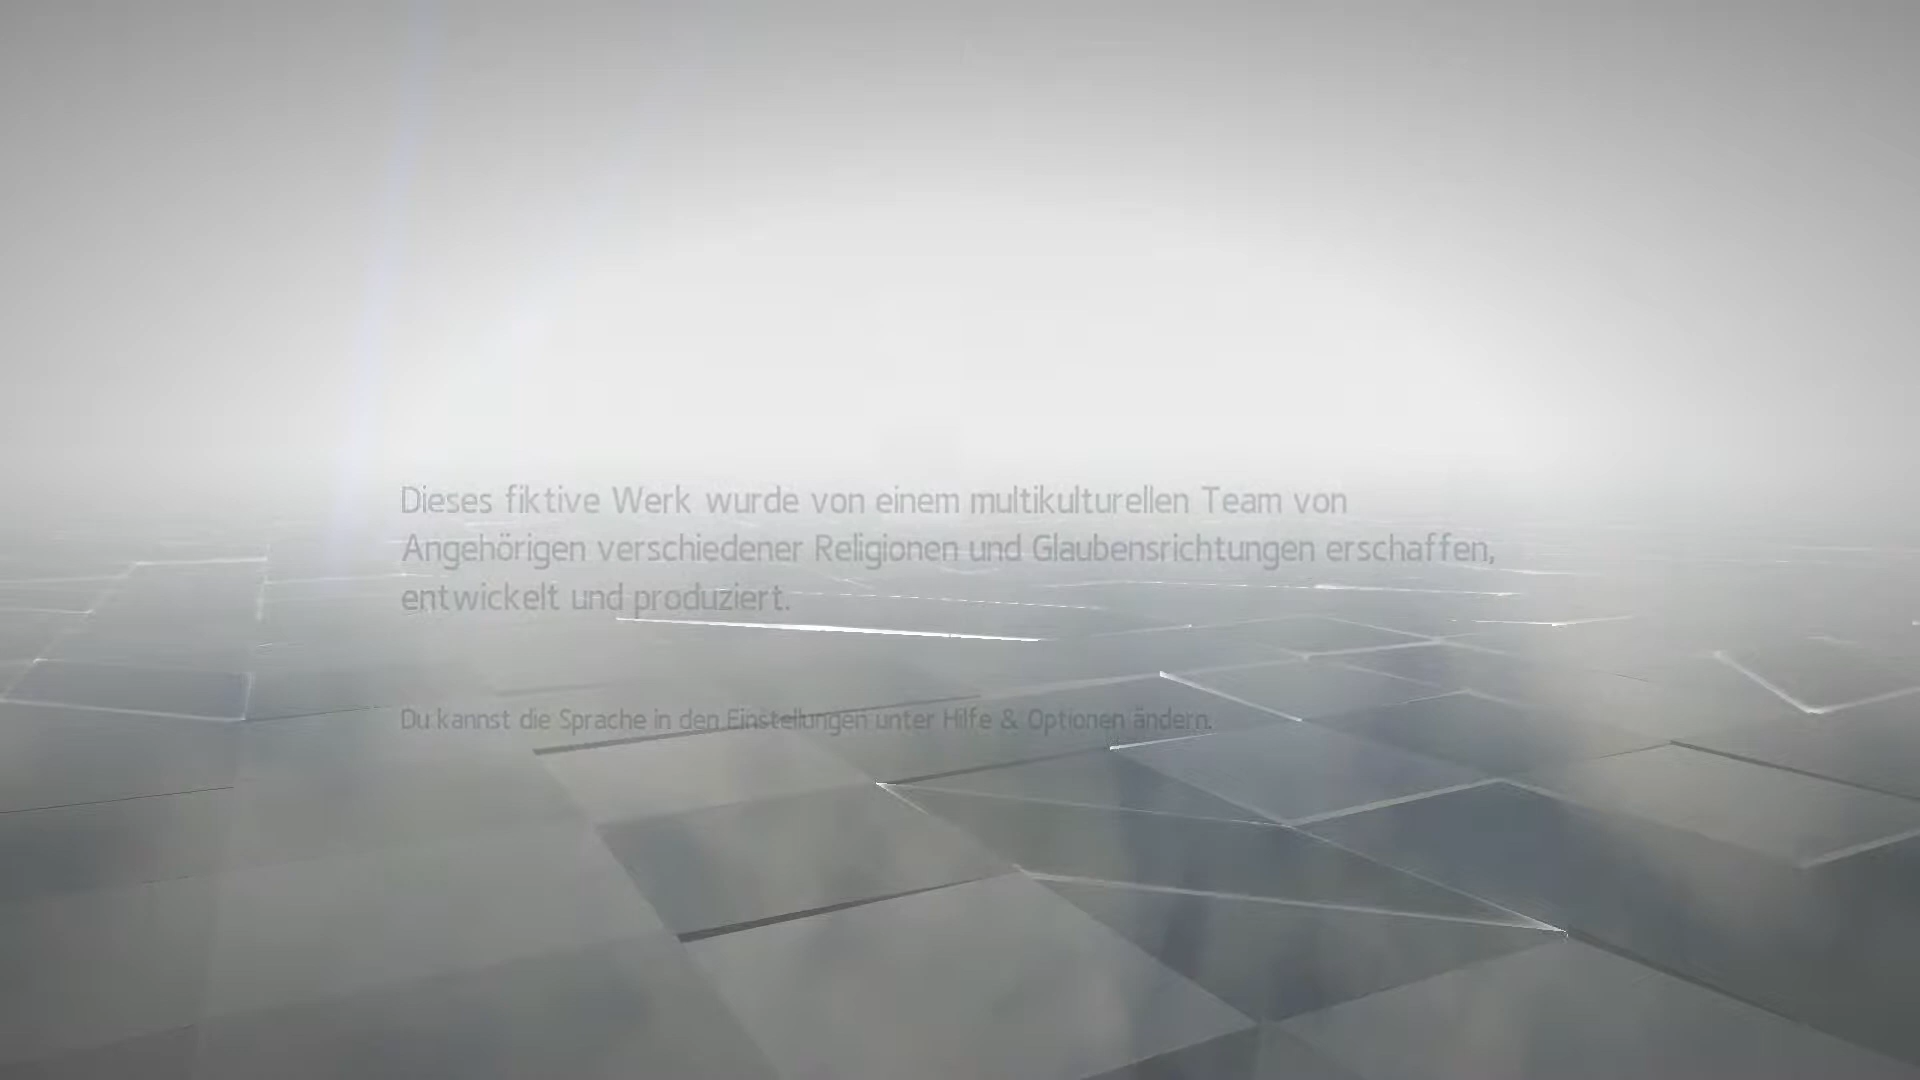 Dieses fiktive Werk wurde von einem multikulturellen Team von
Angehörigen verschiedener Religionen und Glaubensrichtungen erschaffen,
entwickelt und produziert.
Du kannst die Sprache in den Einstellungen unter Hilfe & Optionen ändern.